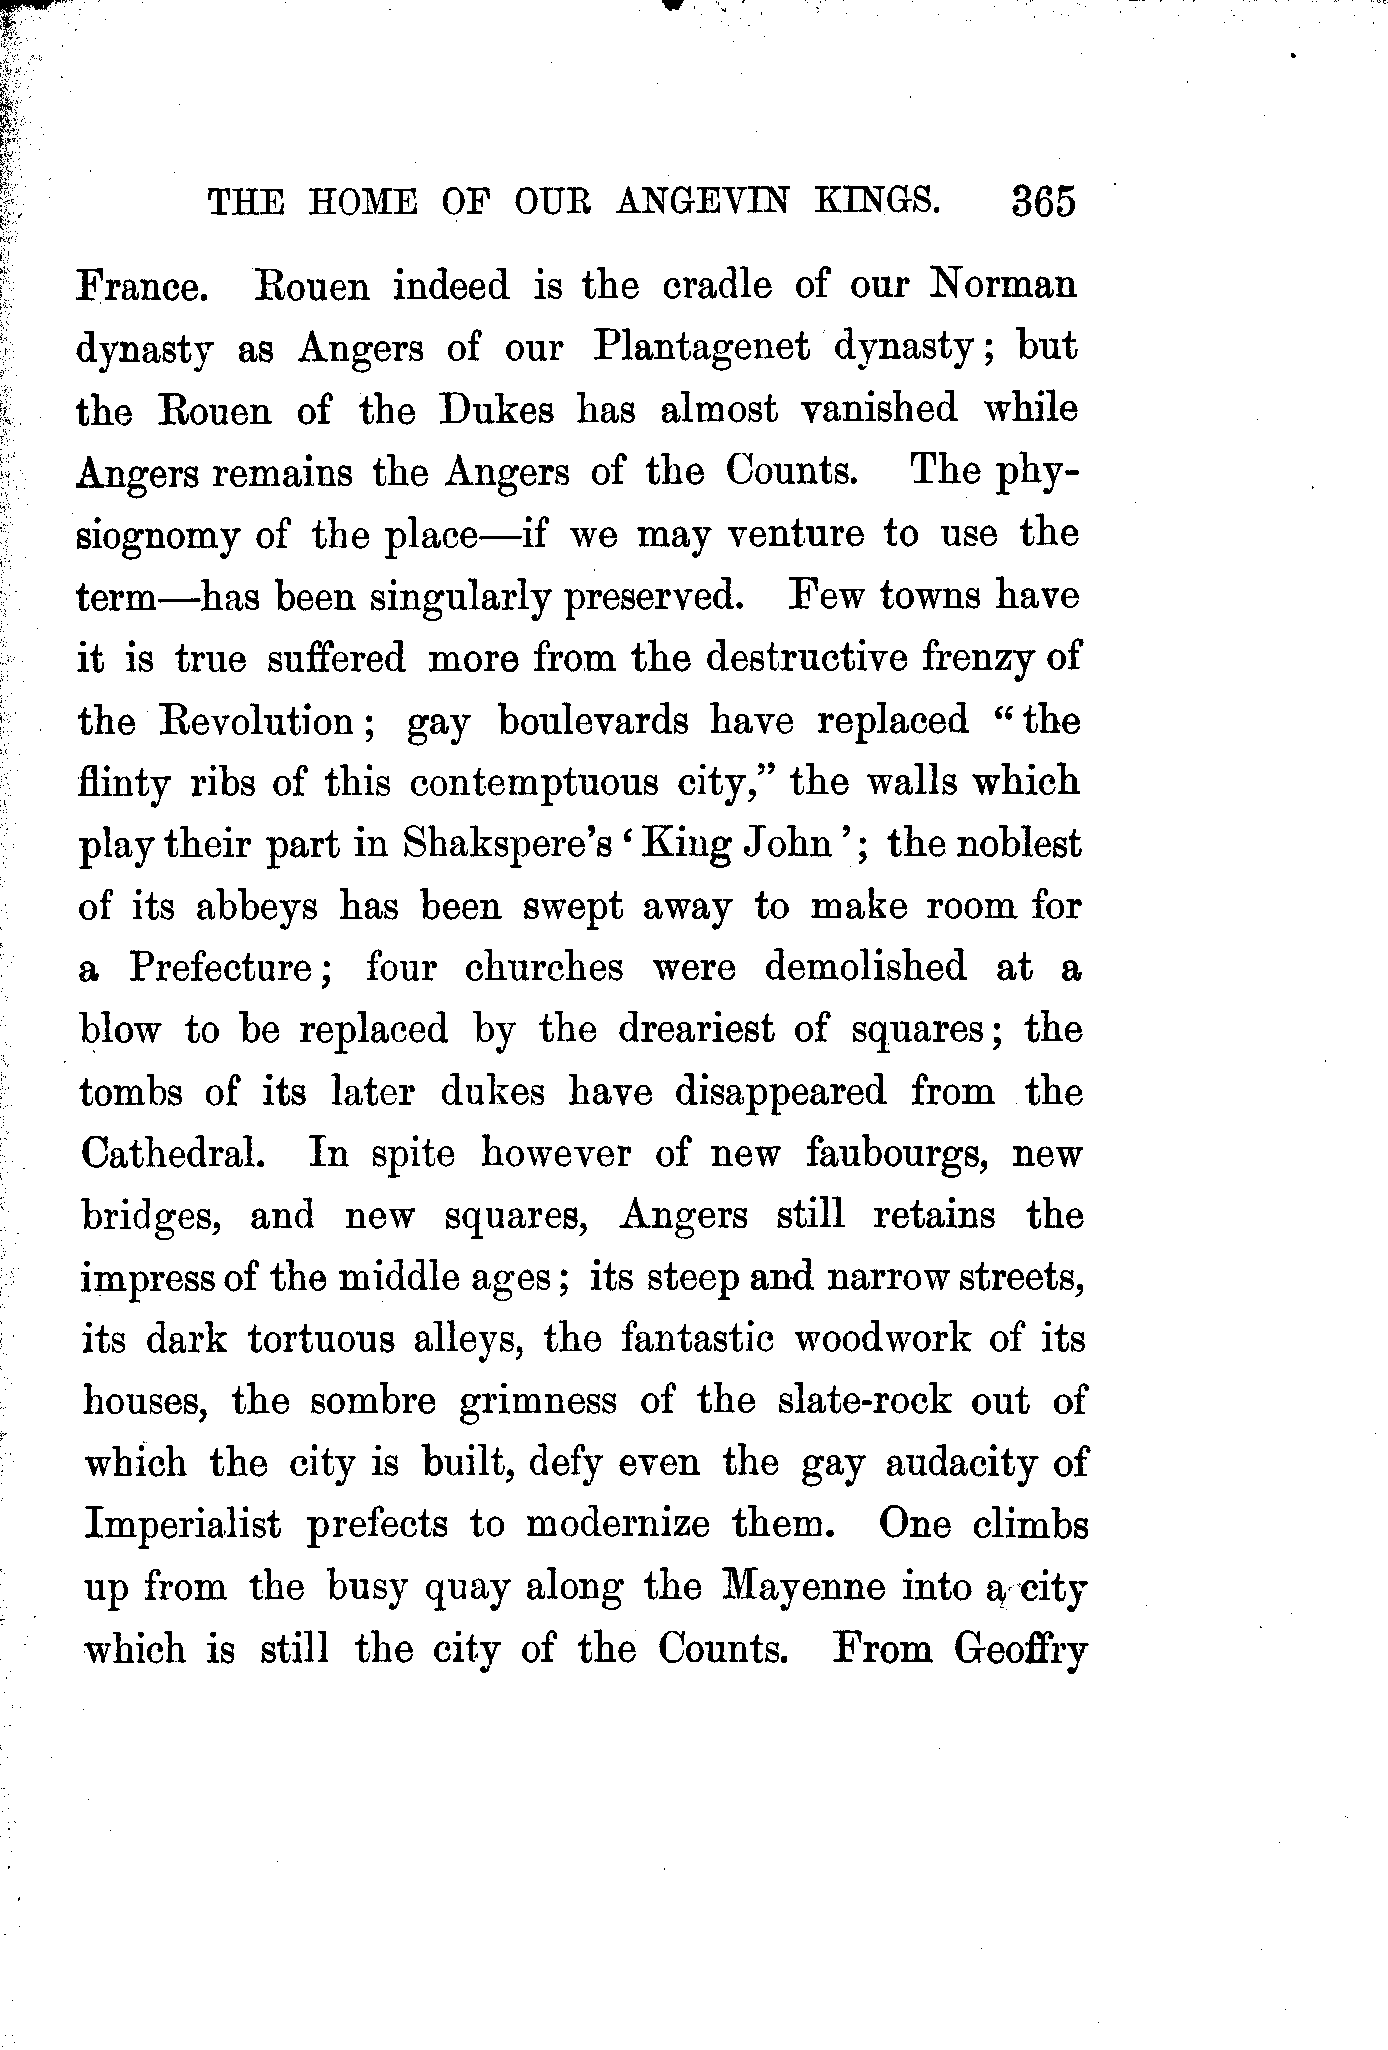 THE HOME OF OUR ANGEVIN KINGS. 365
France. Rouen indeed is the cradle of our Norman
dynasty as Angers of our Plantagenet dynasty; but
the Rouen of the Dukes has almost vanished while
Angers remains the Angers of the Counts. The phy-
siognomy of the place—if we may venture to use the
term—has been singularly preserved. Few towns have
it is true suffered more from the destructive frenzy of
the Revolution; gay boulevards have replaced “the
flinty ribs of this contemptuous city,” the walls which
play their part in Shakspere’s ‘King John’; the noblest
of its abbeys has been swept away to make room for
a Prefecture; four churches were demolished at a
blow to be replaced by the dreariest of squares; the
tombs of its later dukes have disappeared from the
Cathedral. In spite however of new faubourgs, new
bridges, and new squares, Angers still retains the
impress of the middle ages; its steep and narrow streets,
its dark tortuous alleys, the fantastic woodwork of its
houses, the sombre grimness of the slate-rock out of
which the city is built, defy even the gay audacity of
Imperialist prefects to modernize them. One climbs
up from the busy quay along the Mayenne into a city
which is still the city of the Counts. From Geoffry